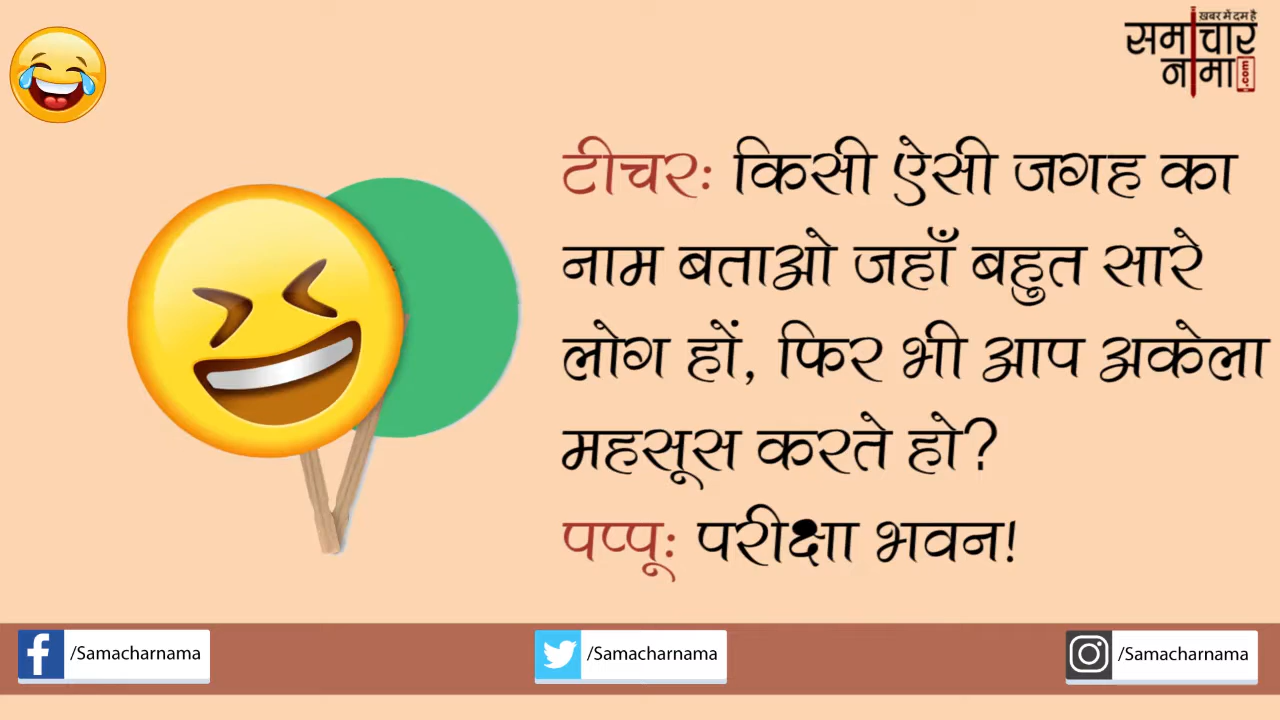 ख़बर में दम है
समाचार
नामा.com
टीचरः किसी ऐसी जगह का
नाम बताओ जहाँ बहुत सारे
लोग हों, फिर भी आप अकेला
महसूस करते हो?
पप्पूः परीक्षा भवन!
/Samacharnama
/Samacharnama
/Samacharnama